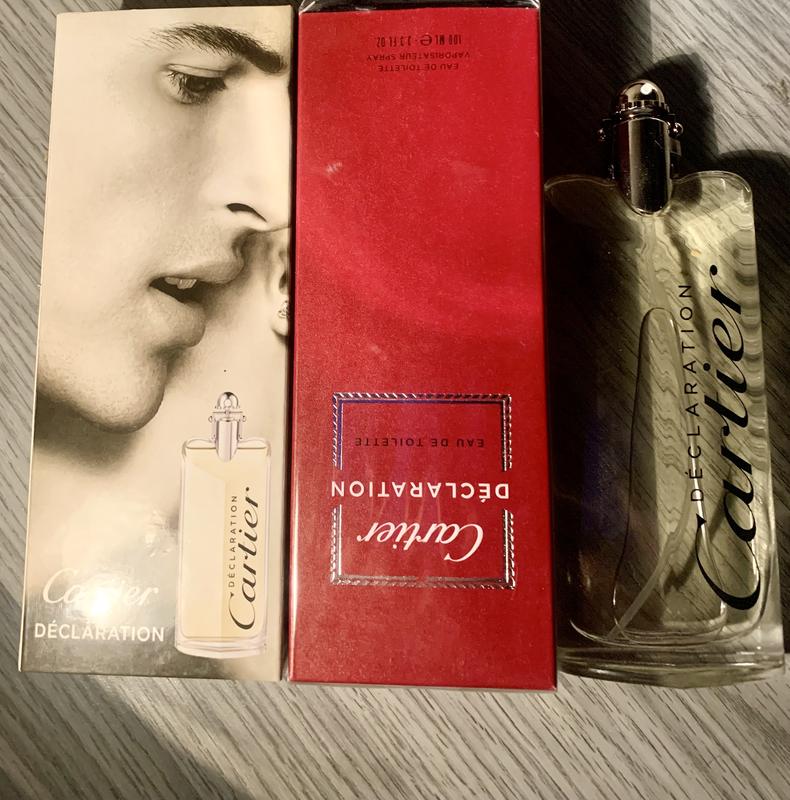 Cartier
DÉCLARATION
DÉCLARATION
Cartier
Cartier
DÉCLARATION
EAU DE TOILETTE
EAU DE TOILETTE
VAPORISATEUR SPRAY
100 ML e - 3.3 FL OZ
DÉCLARATION
Cartier